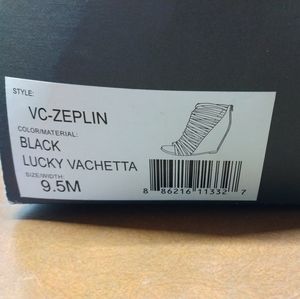 STYLE:
VC-ZEPLIN
COLOR/MATERIAL:
BLACK
LUCKY VACHETTA
SIZE/WIDTH:
9.5M
8 86216 11332 7